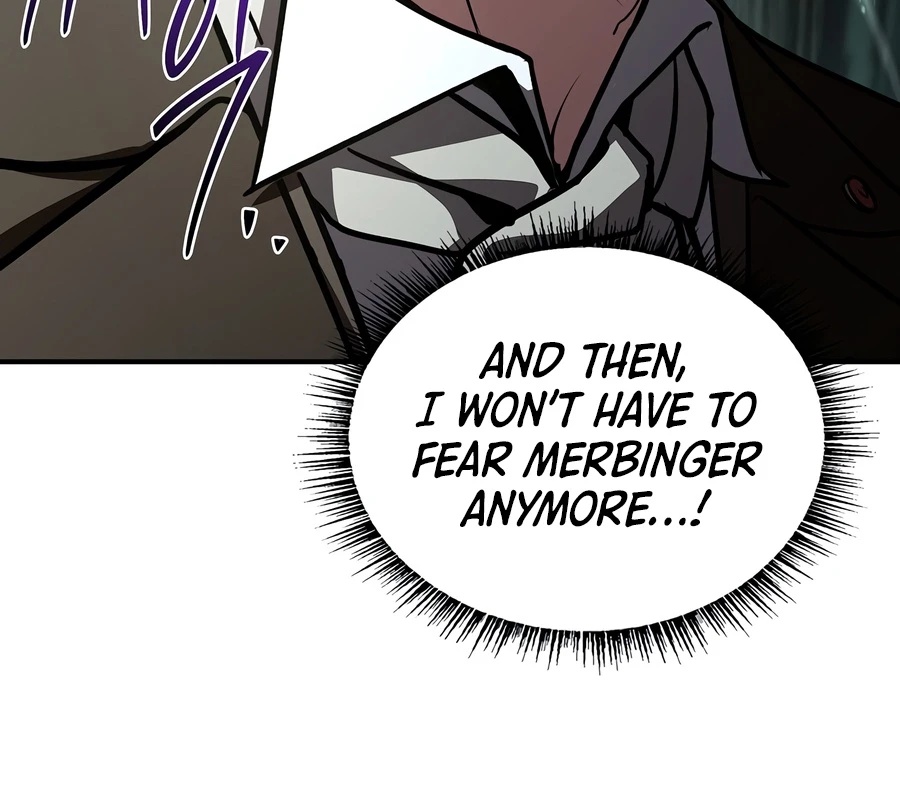 AND THEN,
I WON'T HAVE TO
FEAR MERBINGER
ANYMORE...!